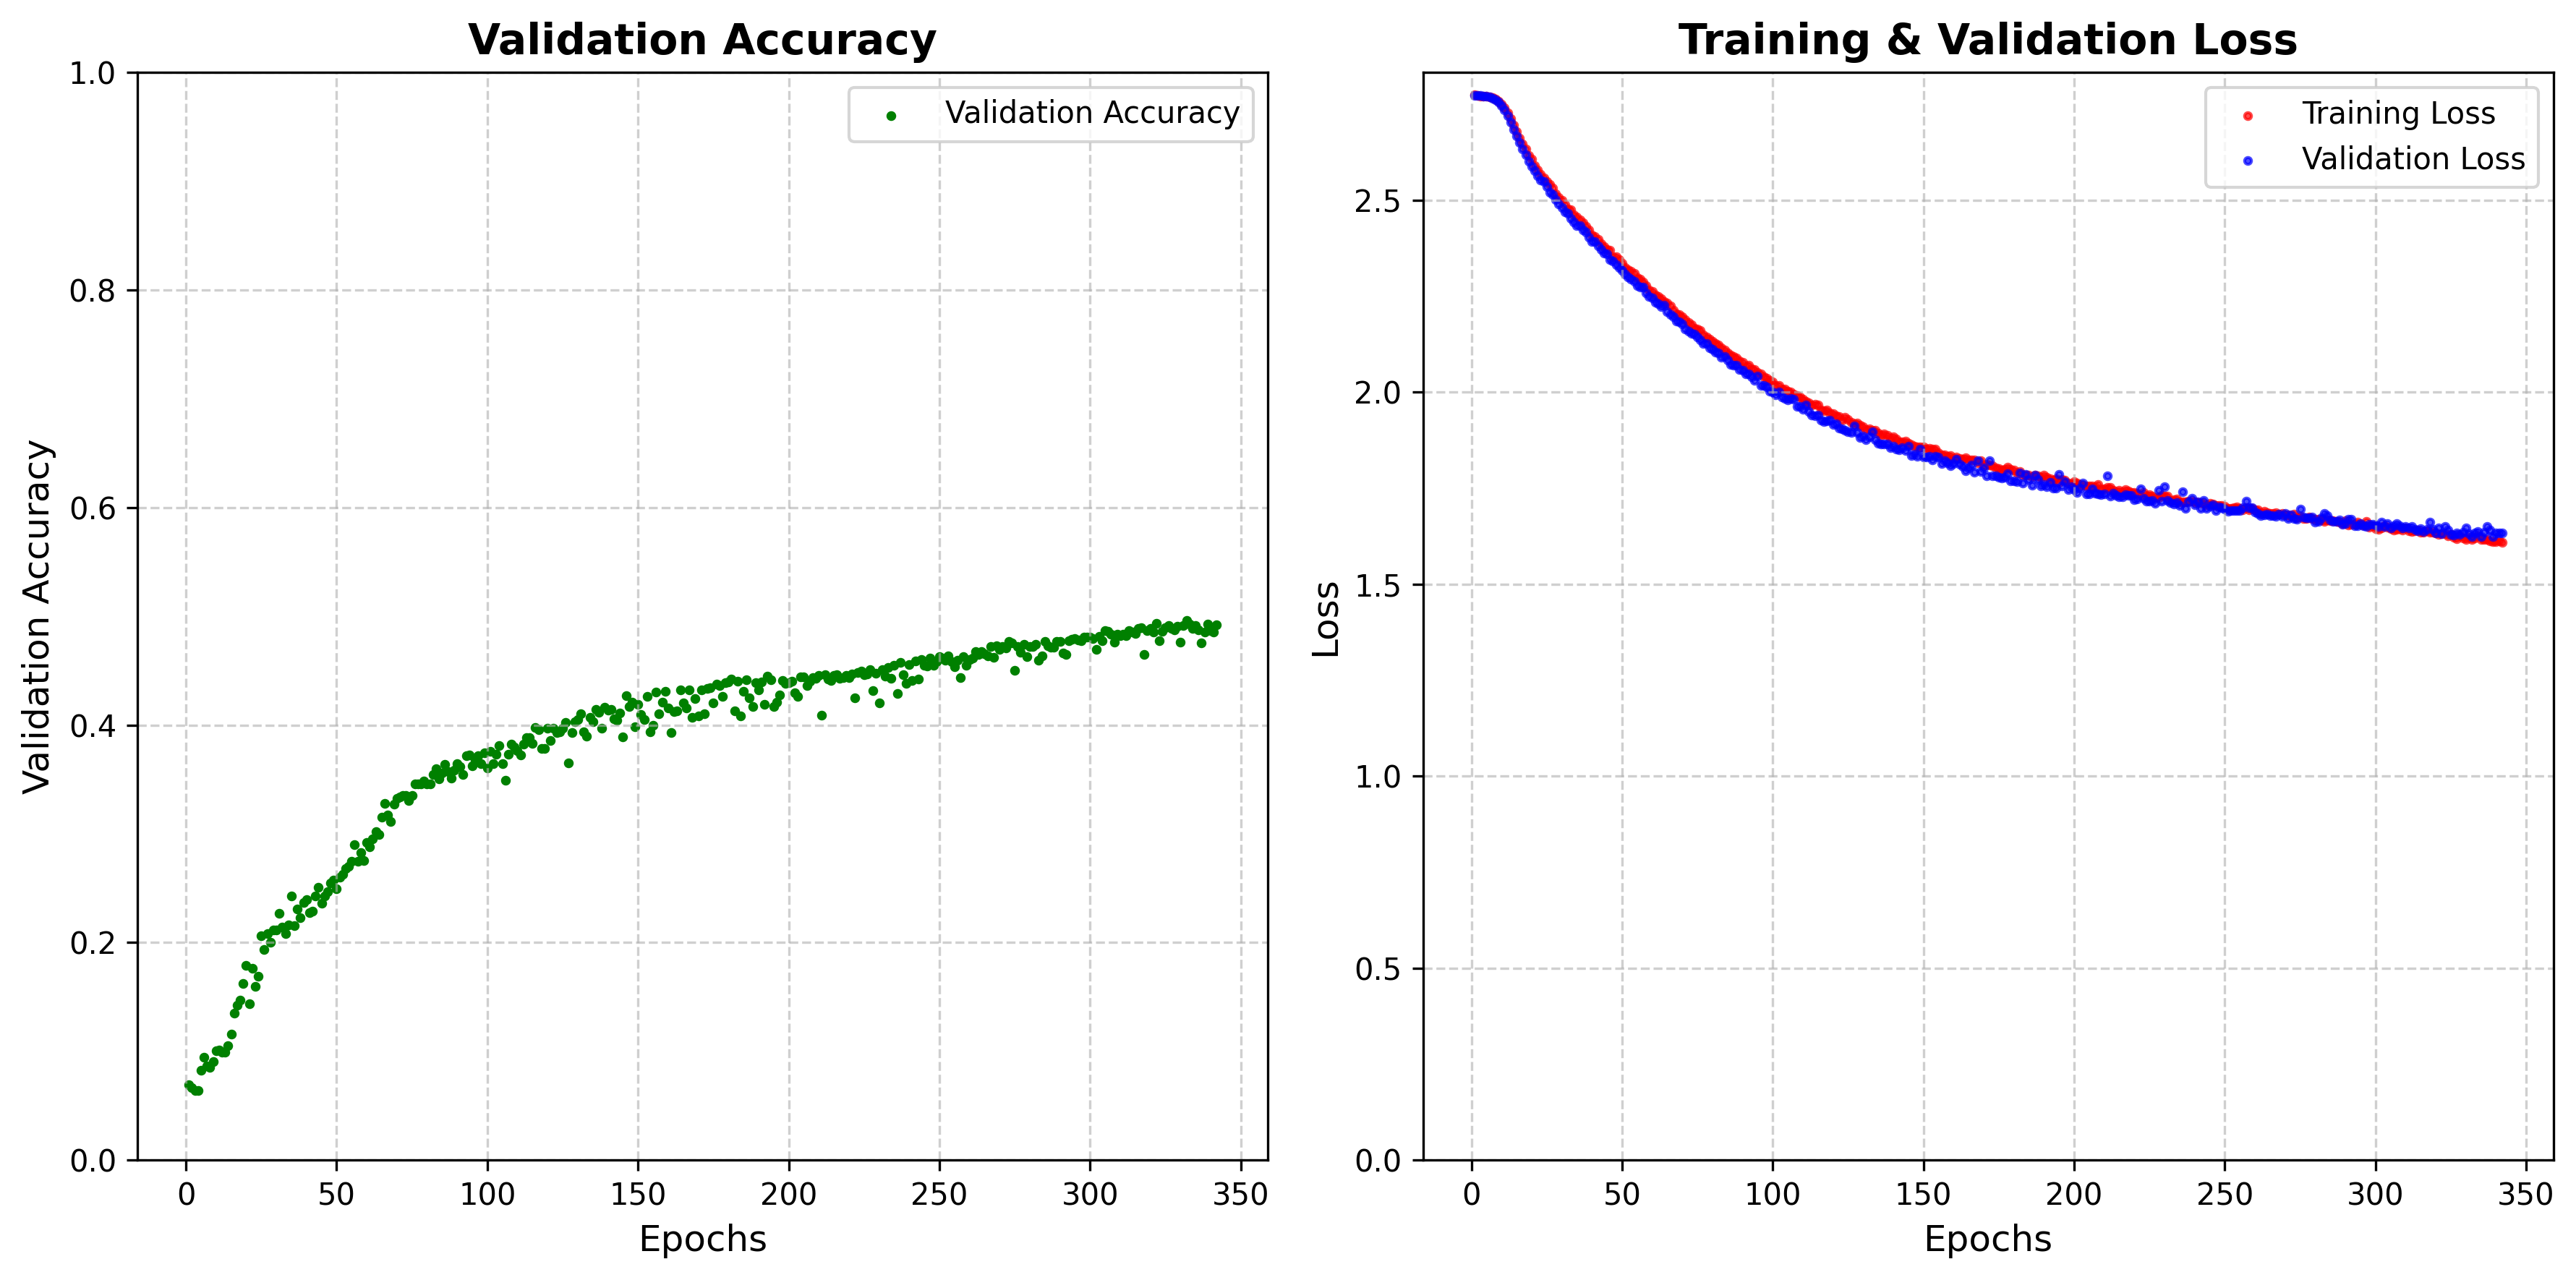 Validation Accuracy
Validation Accuracy
1.0
0.8
0.6
0.4
0.2
0.0
Validation Accuracy
0 50 100 150 200 250 300 350
Epochs
Training & Validation Loss
Training Loss
Validation Loss
2.5
2.0
1.5
1.0
0.5
0.0
Loss
0 50 100 150 200 250 300 350
Epochs